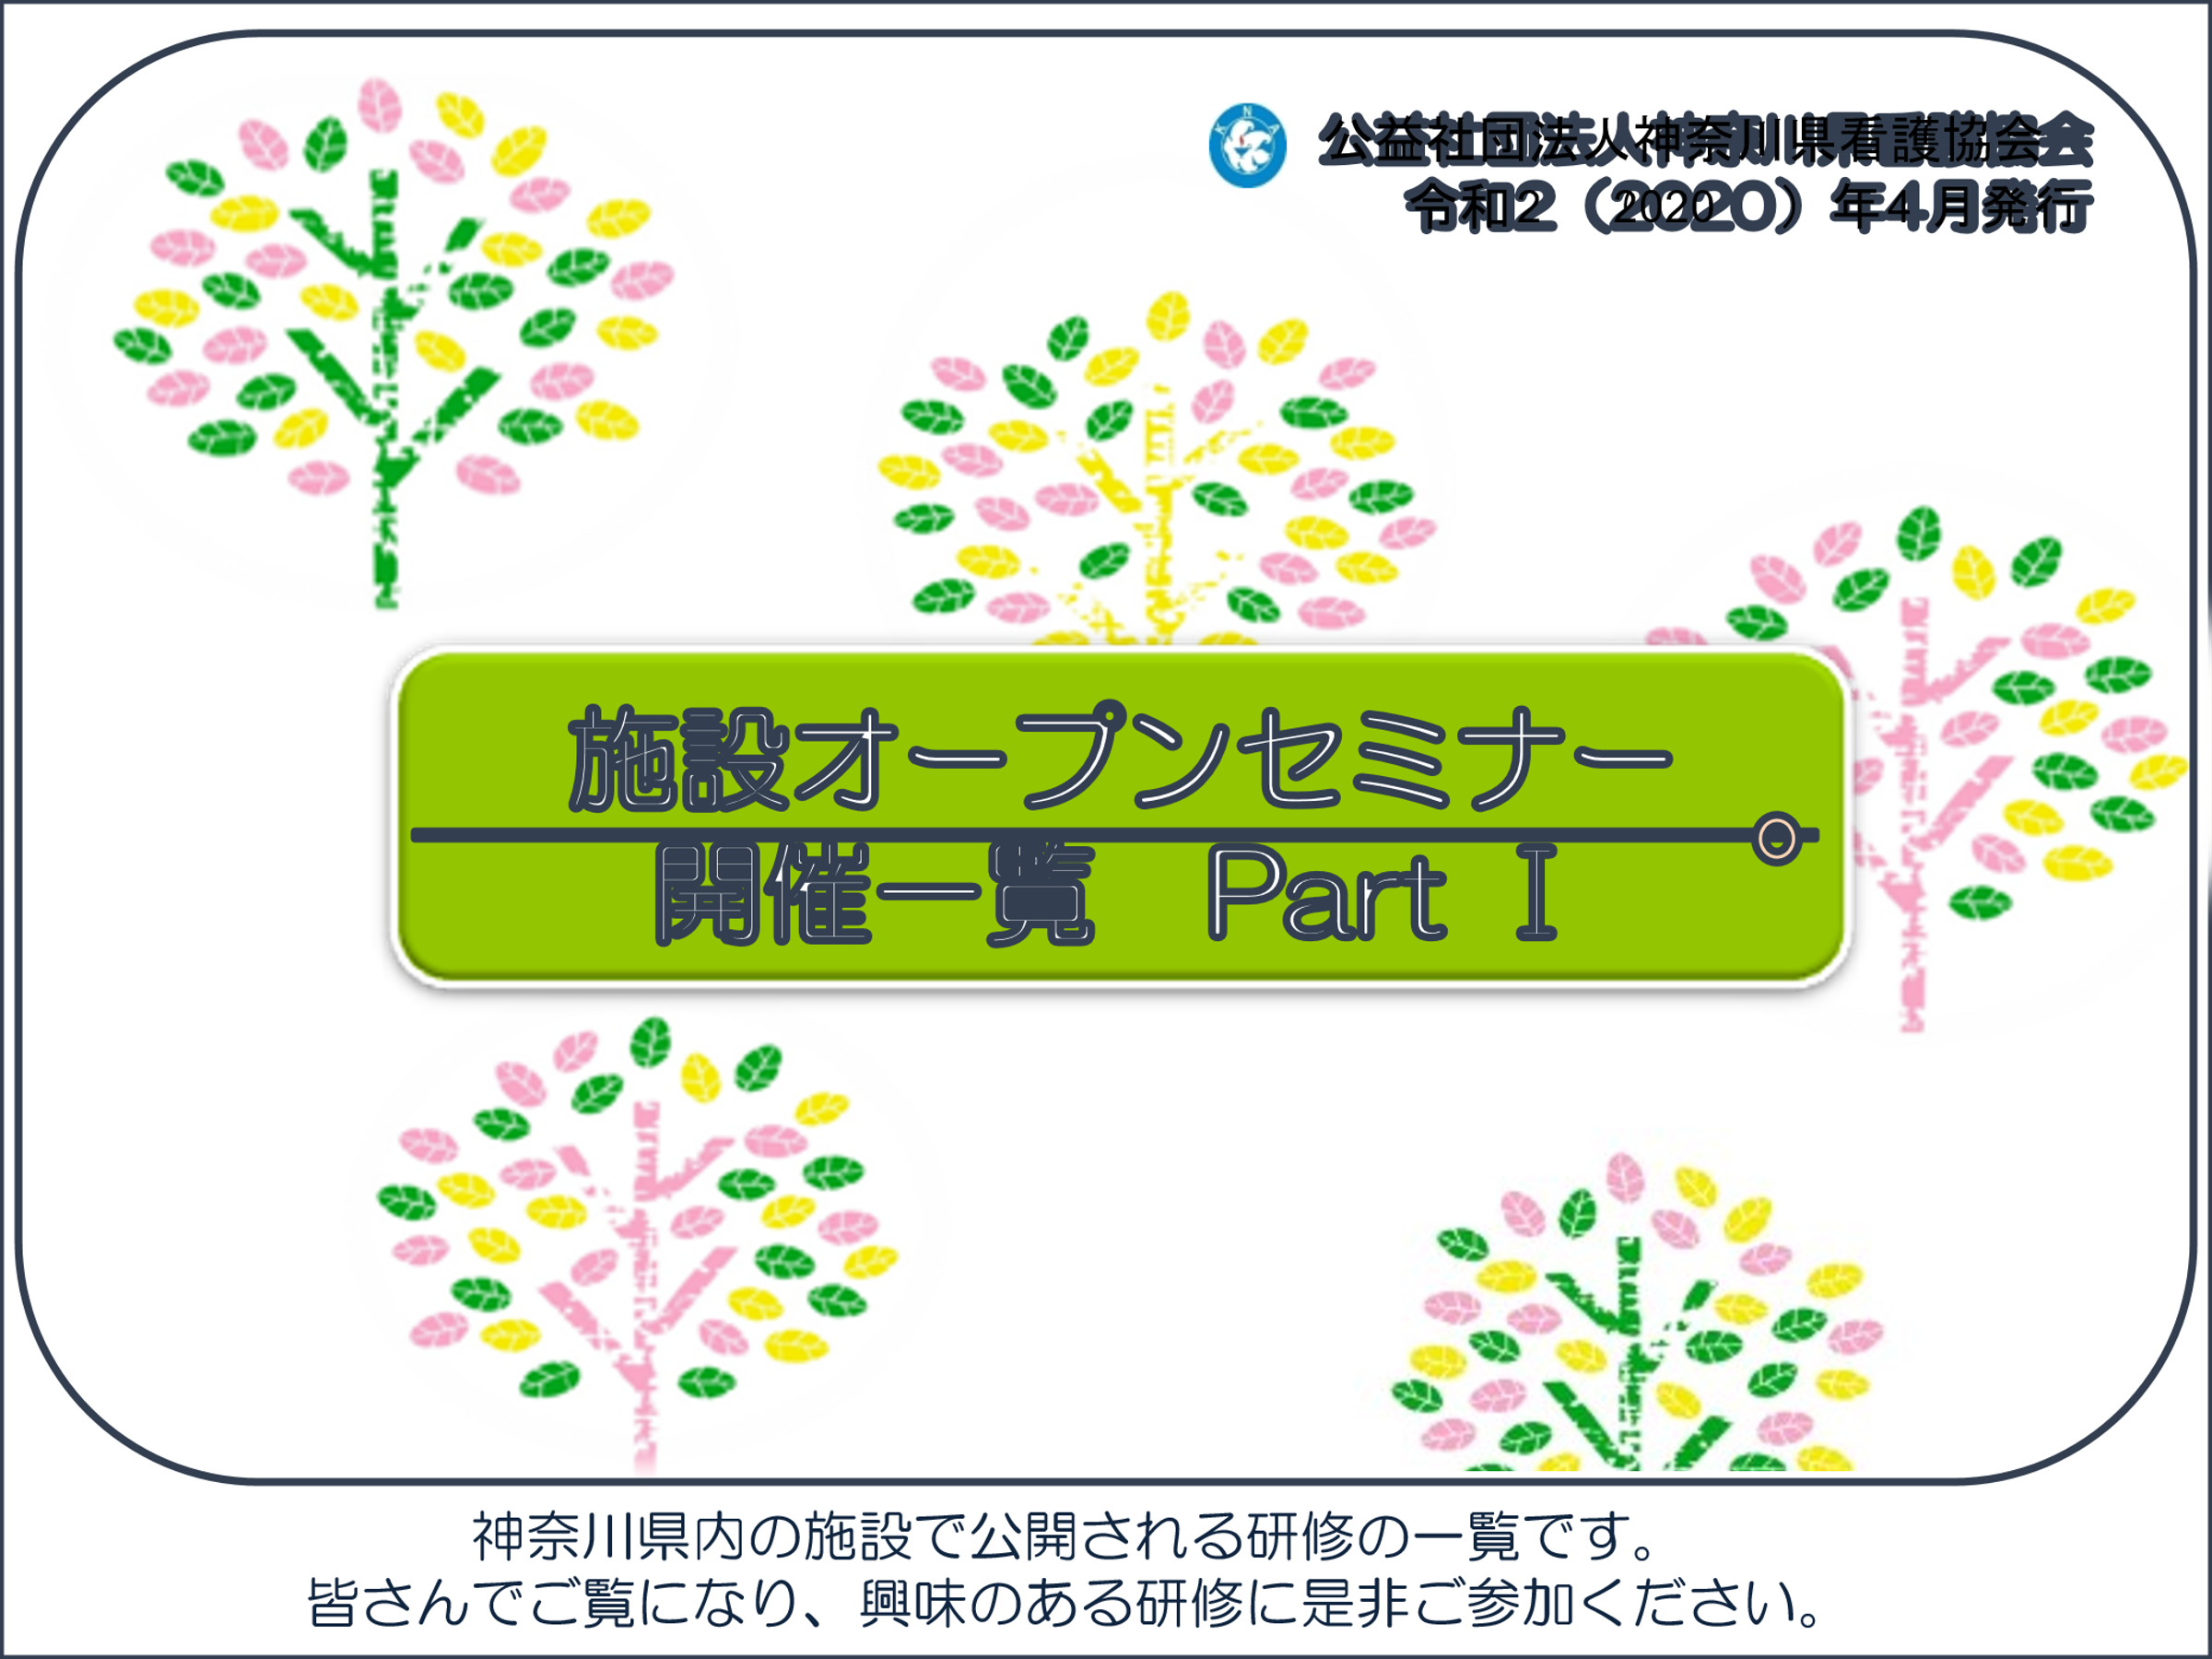 KNA
公益社団法人神奈川県看護協会
令和2（2020）年4月発行
施設オープンセミナー
開催一覧　Part Ⅰ
神奈川県内の施設で公開される研修の一覧です。
皆さんでご覧になり、興味のある研修に是非ご参加ください。